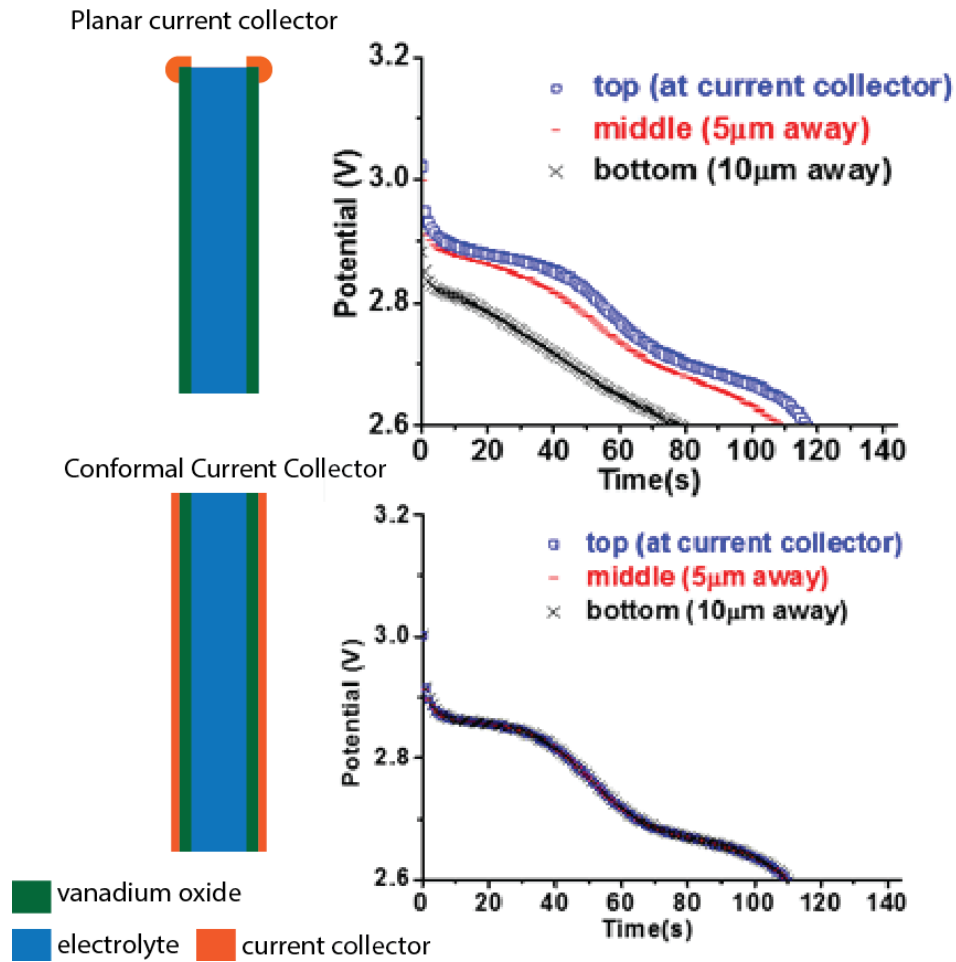 Planar current collector
3.2
3.0
2.8
2.6
Potential (V)
top (at current collector)
middle (5μm away)
bottom (10μm away)
0 20 40 60 80 100 120 140
Time(s)
Conformal Current Collector
3.2
3.0
2.8
2.6
Potential (V)
top (at current collector)
middle (5μm away)
bottom (10μm away)
0 20 40 60 80 100 120 140
Time(s)
vanadium oxide
electrolyte
current collector